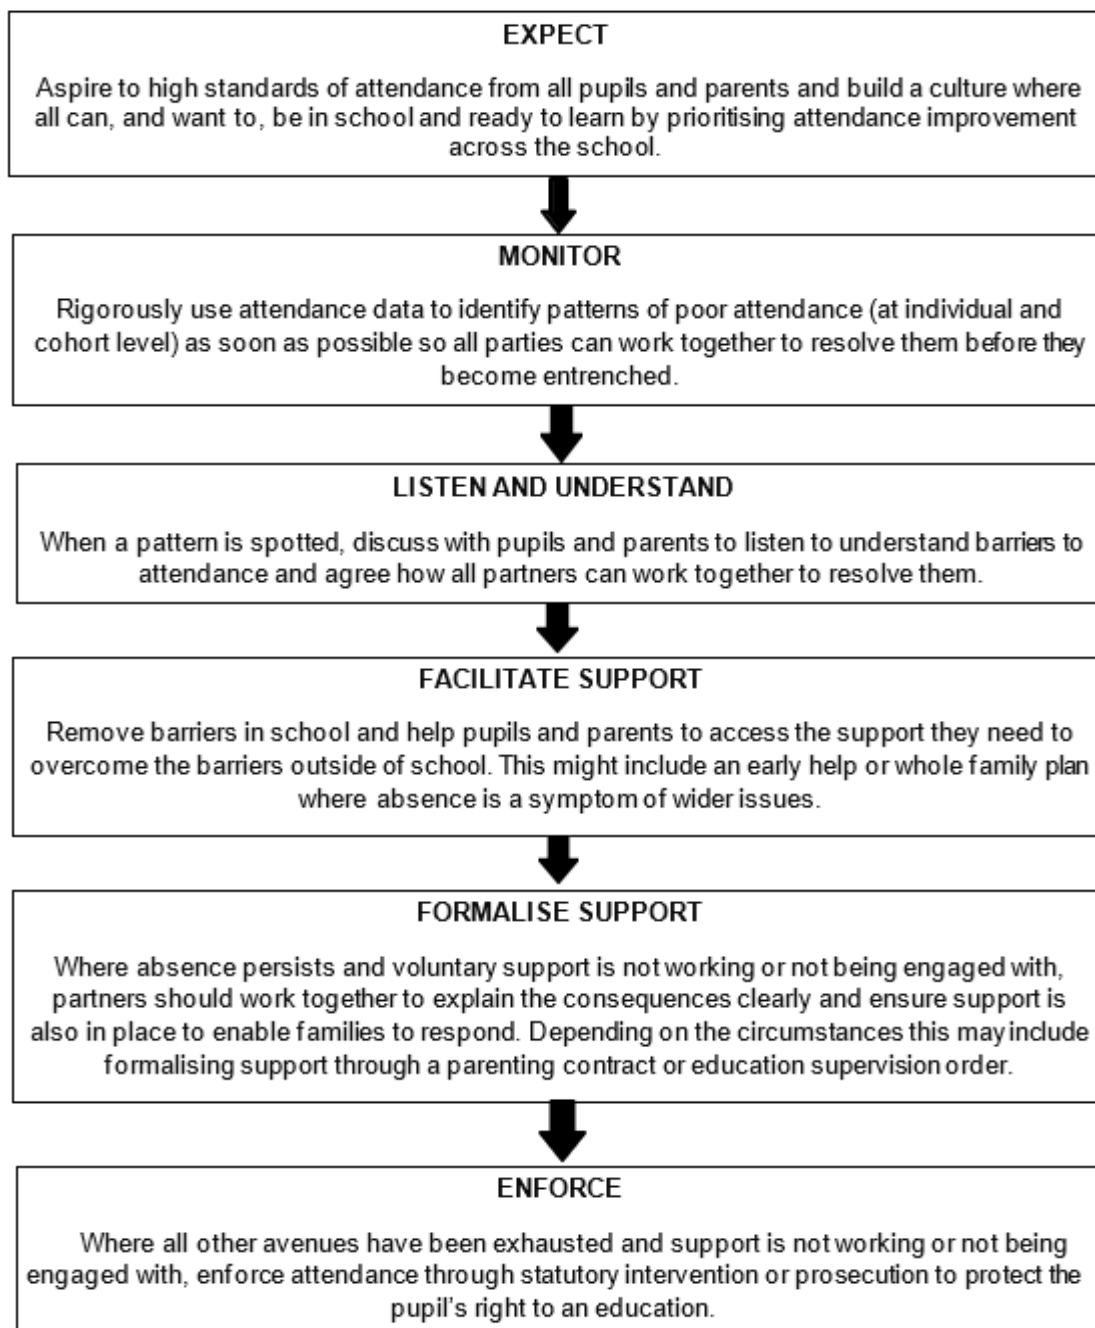 EXPECT
Aspire to high standards of attendance from all pupils and parents and build a culture where
all can, and want to, be in school and ready to learn by prioritising attendance improvement
across the school.
MONITOR
Rigorously use attendance data to identify patterns of poor attendance (at individual and
cohort level) as soon as possible so all parties can work together to resolve them before they
become entrenched.
LISTEN AND UNDERSTAND
When a pattern is spotted, discuss with pupils and parents to listen to understand barriers to
attendance and agree how all partners can work together to resolve them.
FACILITATE SUPPORT
Remove barriers in school and help pupils and parents to access the support they need to
overcome the barriers outside of school. This might include an early help or whole family plan
where absence is a symptom of wider issues.
FORMALISE SUPPORT
Where absence persists and voluntary support is not working or not being engaged with,
partners should work together to explain the consequences clearly and ensure support is
also in place to enable families to respond. Depending on the circumstances this may include
formalising support through a parenting contract or education supervision order.
ENFORCE
Where all other avenues have been exhausted and support is not working or not being
engaged with, enforce attendance through statutory intervention or prosecution to protect the
pupil's right to an education.